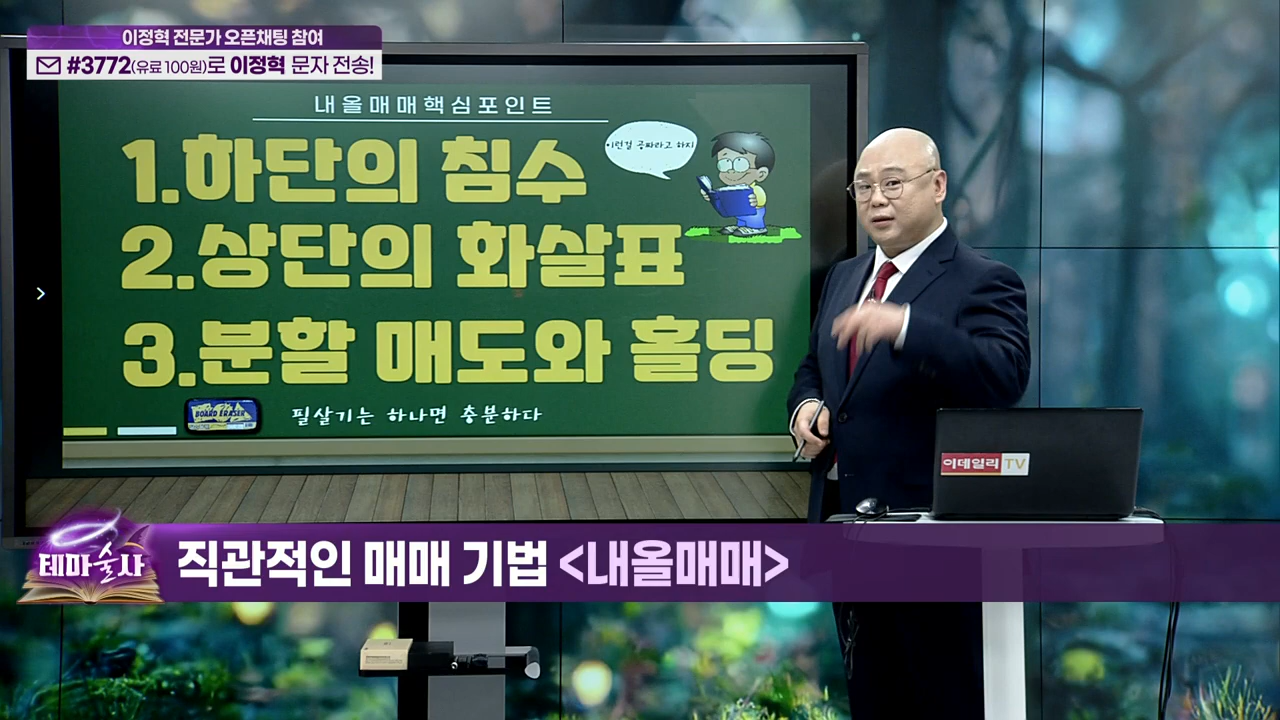 이정혁 전문가 오픈채팅 참여
#3772(유료 100원)로 이정혁 문자 전송!
내올매매핵심포인트
1.하단의 침수
이런걸 공짜라고 하지
2.상단의 화살표
3.분할 매도와 홀딩
BOARD ERASER
필살기는 하나면 충분하다
이데일리 TV
테마술사
직관적인 매매 기법 <내올매매>